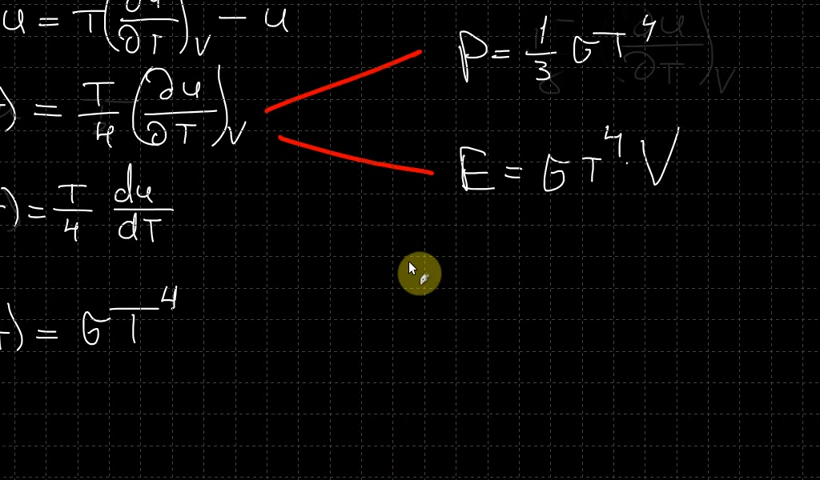 u = T(∂u/∂T)_V − u
) = T/4 (∂u/∂T)_V
) = T/4 du/dT
T) = σT⁴
P = 1/3 σT⁴
E = σT⁴·V